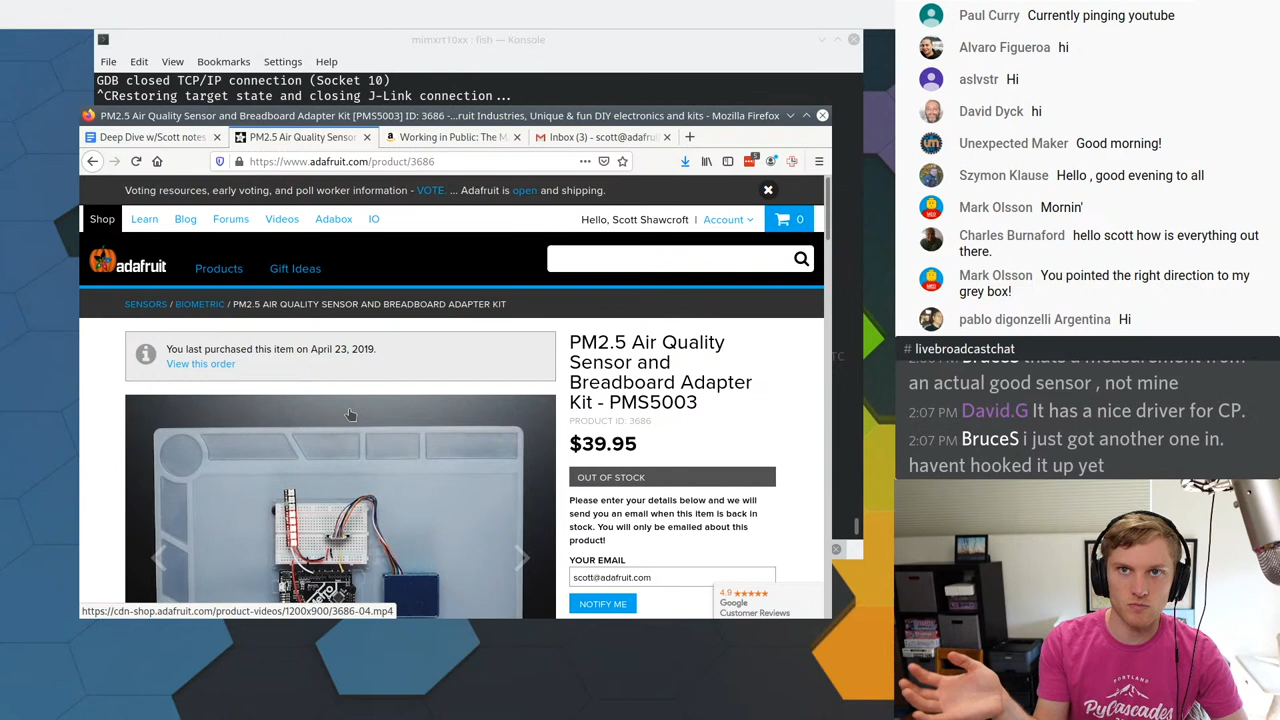 mimxrt10xx : fish — Konsole
File Edit View Bookmarks Settings Help
GDB closed TCP/IP connection (Socket 10)
^CRestoring target state and closing J-Link connection...
PM2.5 Air Quality Sensor and Breadboard Adapter Kit [PMS5003] ID: 3686 -...ruit Industries, Unique & fun DIY electronics and kits - Mozilla Firefox
Deep Dive w/Scott notes
PM2.5 Air Quality Senso
Working in Public: The M
Inbox (3) - scott@adafru
https://www.adafruit.com/product/3686
Voting resources, early voting, and poll worker information - VOTE. ... Adafruit is open and shipping.
Shop Learn Blog Forums Videos Adabox IO
Hello, Scott Shawcroft | Account 0
adafruit Products Gift Ideas
SENSORS / BIOMETRIC / PM2.5 AIR QUALITY SENSOR AND BREADBOARD ADAPTER KIT
You last purchased this item on April 23, 2019.
View this order
PM2.5 Air Quality
Sensor and
Breadboard Adapter
Kit - PMS5003
PRODUCT ID: 3686
$39.95
OUT OF STOCK
Please enter your details below and we will
send you an email when this item is back in
stock. You will only be emailed about this
product!
YOUR EMAIL
scott@adafruit.com
NOTIFY ME
4.9
Google
Customer Reviews
https://cdn-shop.adafruit.com/product-videos/1200x900/3686-04.mp4
Paul Curry Currently pinging youtube
Alvaro Figueroa hi
aslvstr Hi
David Dyck hi
Unexpected Maker Good morning!
Szymon Klause Hello , good evening to all
Mark Olsson Mornin'
Charles Burnaford hello scott how is everything out
there.
Mark Olsson You pointed the right direction to my
grey box!
pablo digonzelli Argentina Hi
# livebroadcastchat
BruceS thats a measurement from
an actual good sensor , not mine
2:07 PM David.G It has a nice driver for CP.
2:07 PM BruceS i just got another one in.
havent hooked it up yet
PORTLAND
PyCascades